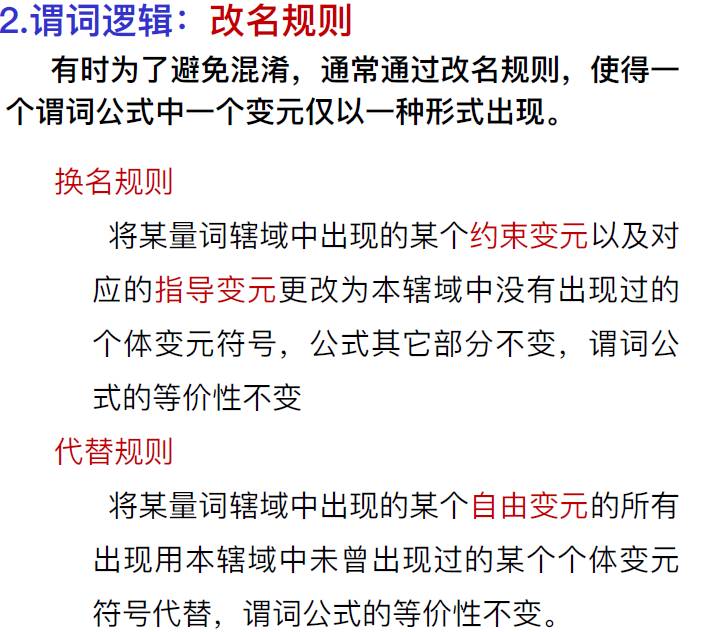 2.谓词逻辑：改名规则
有时为了避免混淆，通常通过改名规则，使得一
个谓词公式中一个变元仅以一种形式出现。
换名规则
将某量词辖域中出现的某个约束变元以及对
应的指导变元更改为本辖域中没有出现过的
个体变元符号，公式其它部分不变，谓词公
式的等价性不变
代替规则
将某量词辖域中出现的某个自由变元的所有
出现用本辖域中未曾出现过的某个个体变元
符号代替，谓词公式的等价性不变。